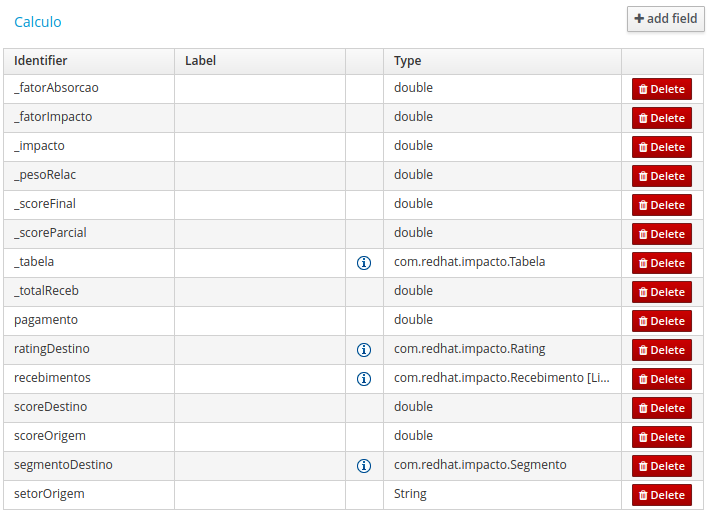 Calculo
+ add field
Identifier Label Type
_fatorAbsorcao double Delete
_fatorImpacto double Delete
_impacto double Delete
_pesoRelac double Delete
_scoreFinal double Delete
_scoreParcial double Delete
_tabela com.redhat.impacto.Tabela Delete
_totalReceb double Delete
pagamento double Delete
ratingDestino com.redhat.impacto.Rating Delete
recebimentos com.redhat.impacto.Recebimento [Li... Delete
scoreDestino double Delete
scoreOrigem double Delete
segmentoDestino com.redhat.impacto.Segmento Delete
setorOrigem String Delete